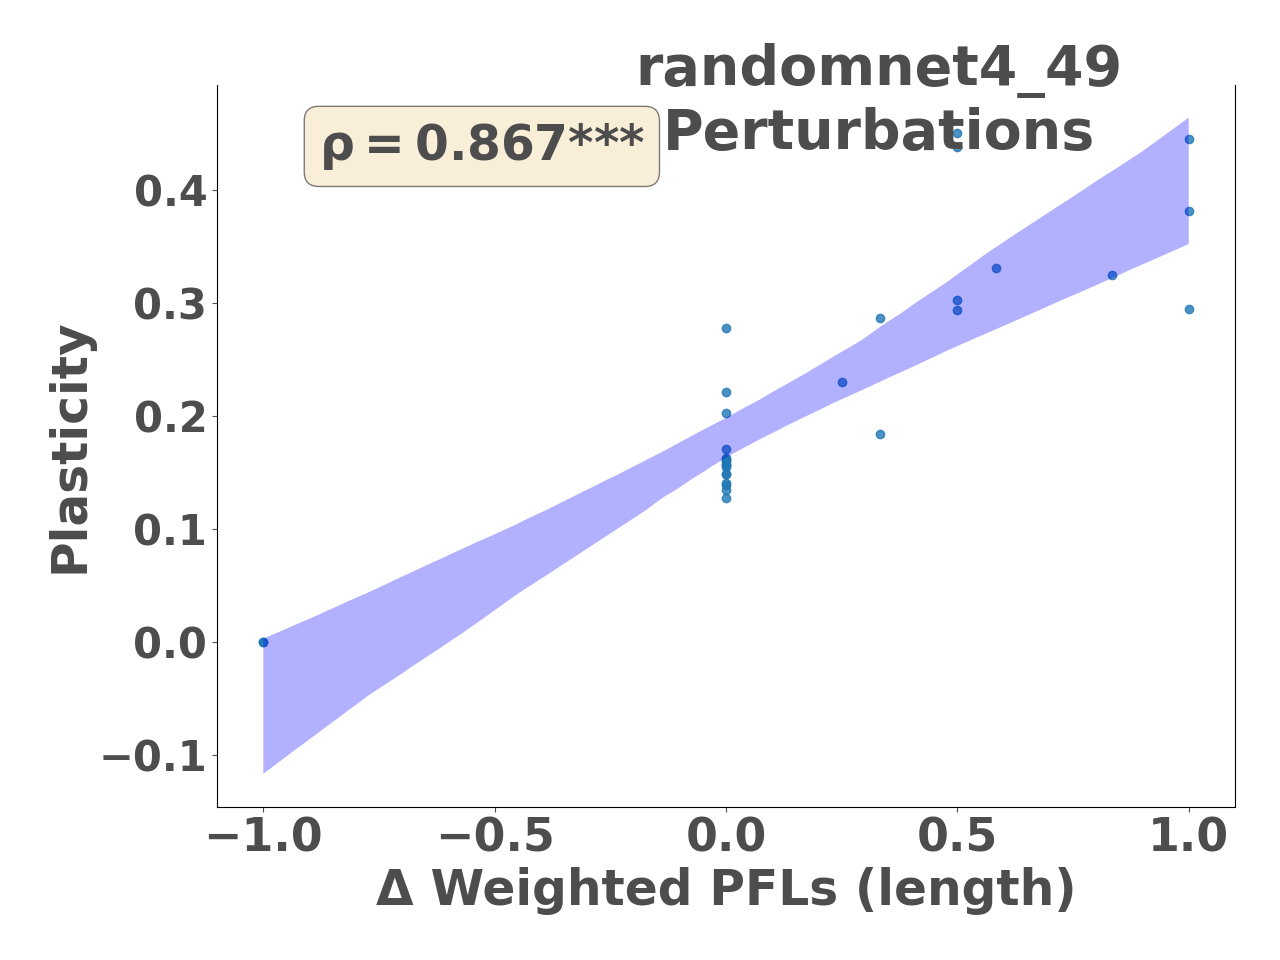 randomnet4_49
Perturbations
ρ = 0.867***
0.4
0.3
0.2
0.1
0.0
−0.1
Plasticity
−1.0 −0.5 0.0 0.5 1.0
Δ Weighted PFLs (length)